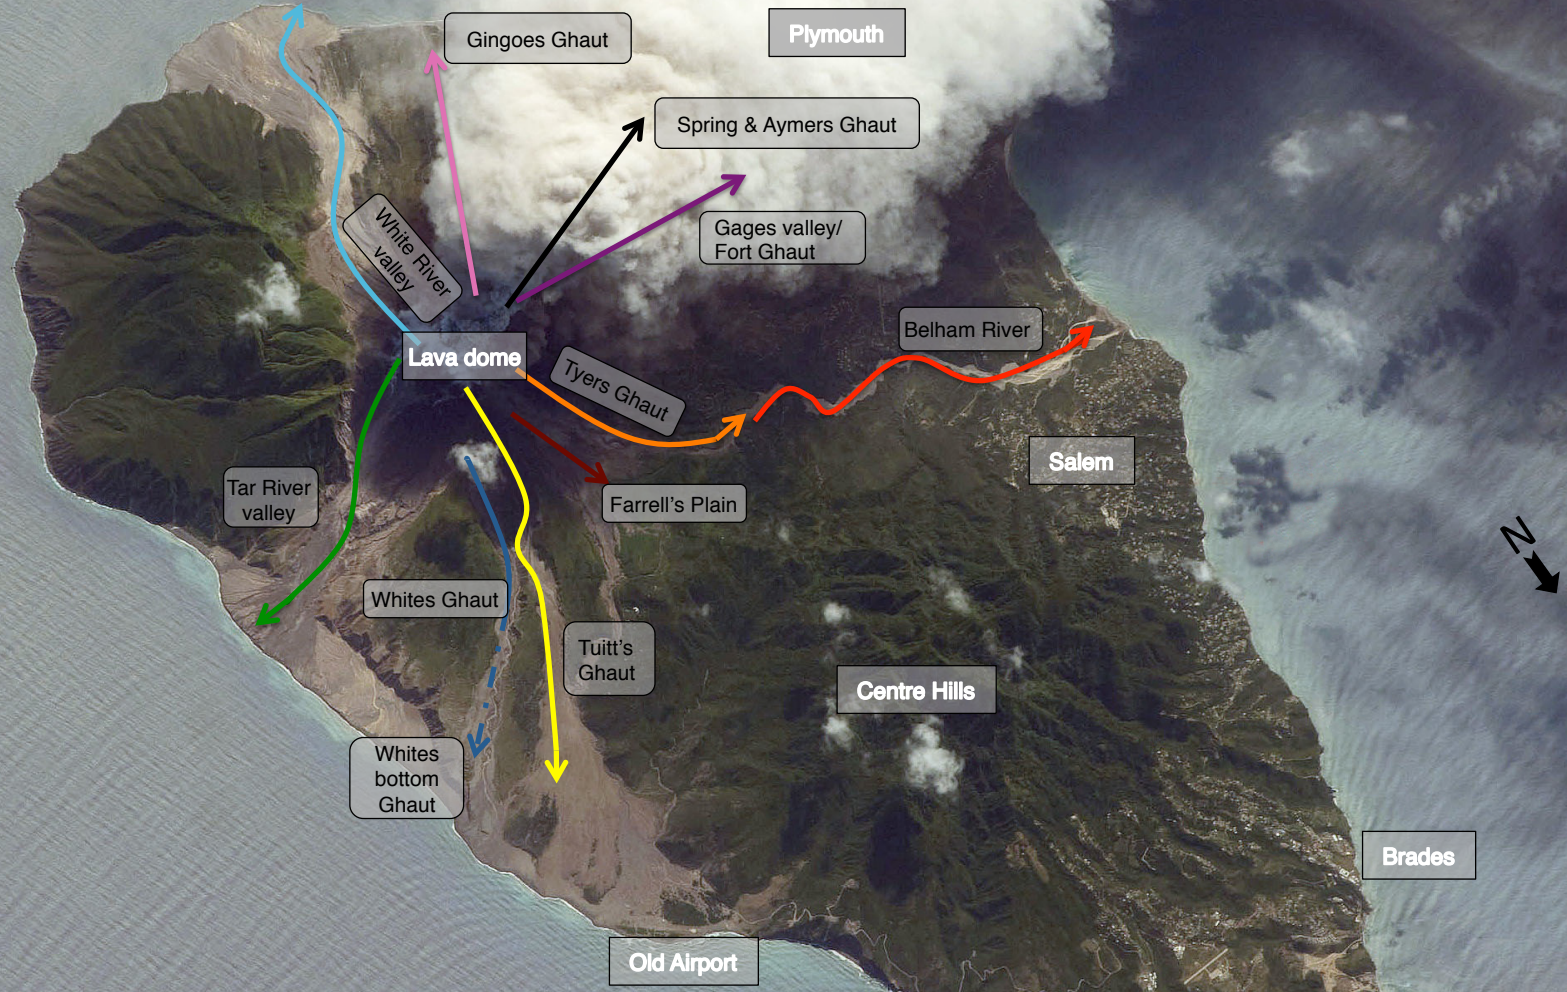 Gingoes Ghaut
Plymouth
Spring & Aymers Ghaut
White River
valley
Gages valley/
Fort Ghaut
Belham River
Lava dome
Tyers Ghaut
Salem
Tar River
valley
Farrell's Plain
N
Whites Ghaut
Tuitt's
Ghaut
Centre Hills
Whites
bottom
Ghaut
Brades
Old Airport